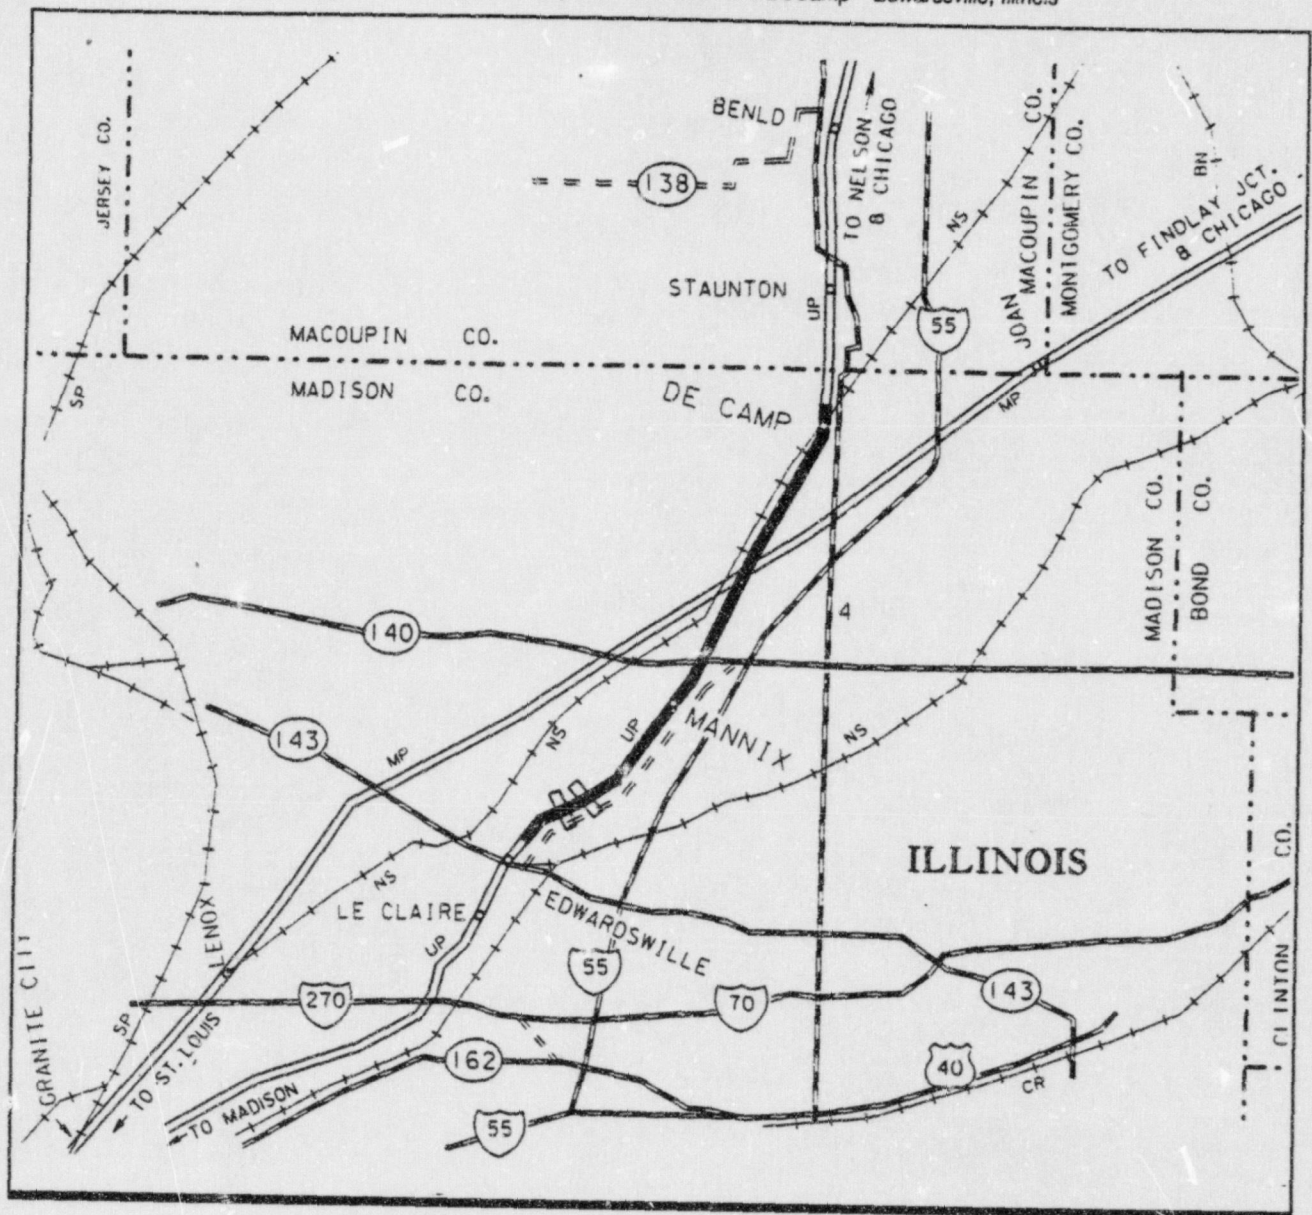 Edwardsville, Illinois
BENLD
138
JERSEY CO.
TO NELSON
& CHICAGO
MACOUPIN CO.
MONTGOMERY CO.
NS
BN
TO FINDLAY JCT.
& CHICAGO
STAUNTON
UP
55
JOAN
MACOUPIN CO.
MADISON CO.
SP
DE CAMP
MP
MADISON CO.
BOND CO.
4
140
143
MP
NS
UP
MANNIX
NS
ILLINOIS
NS
LE CLAIRE
EDWARDSWILLE
UP
LENOX
55
270
70
143
CLINTON CO.
GRANITE CITY
SP
TO ST. LOUIS
162
40
CR
TO MADISON
55